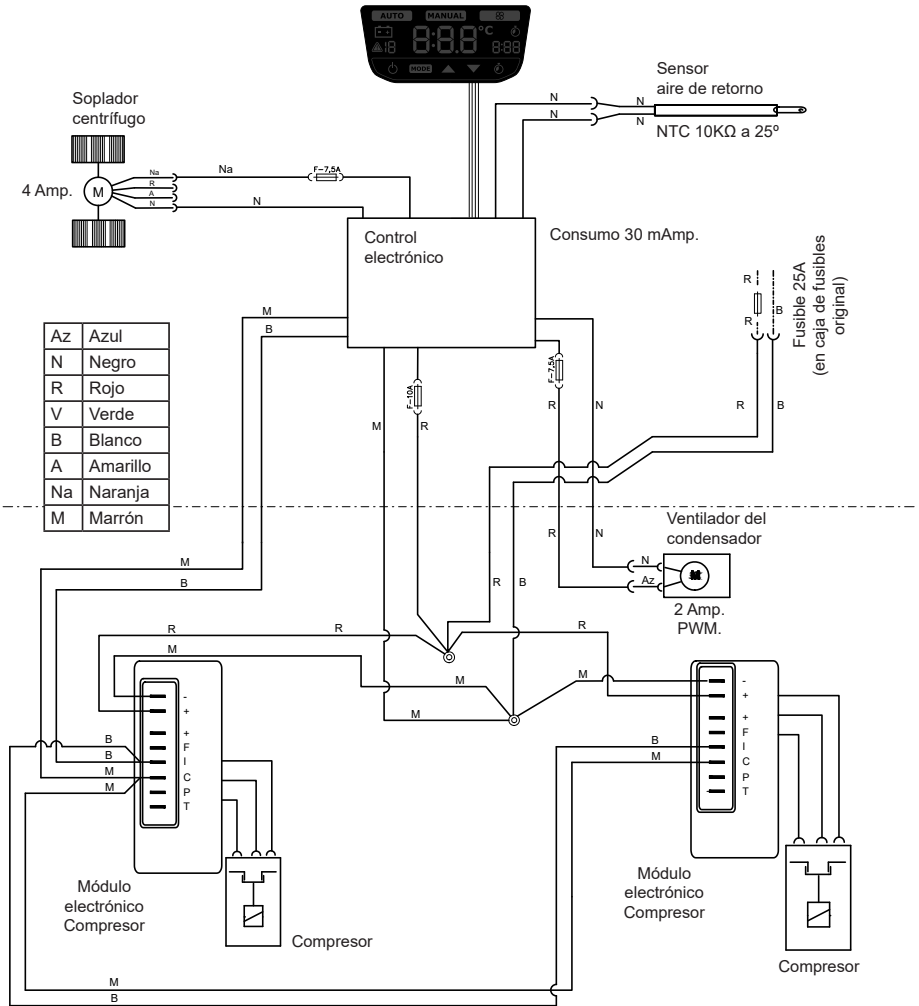 AUTO MANUAL
8:8.8 °C
18 8:88
MODE
Sensor
aire de retorno
N
N
N
N
NTC 10KΩ a 25º
Soplador
centrífugo
4 Amp.
M
Na
R
A
N
Na
F-7,5A
N
Control
electrónico
Consumo 30 mAmp.
R
R
B
Fusible 25A
(en caja de fusibles
original)
M
B
Az Azul
N Negro
R Rojo
V Verde
B Blanco
A Amarillo
Na Naranja
M Marrón
F-10A
F-7,5A
M
R
R
N
R
B
Ventilador del
condensador
R
N
N
Az
M
2 Amp.
PWM.
M
B
R
B
R
R
R
M
M
M
M
-
+
+
F
I
C
P
T
B
B
M
M
-
+
+
F
I
C
P
T
B
M
Módulo
electrónico
Compresor
Compresor
Módulo
electrónico
Compresor
Compresor
M
B